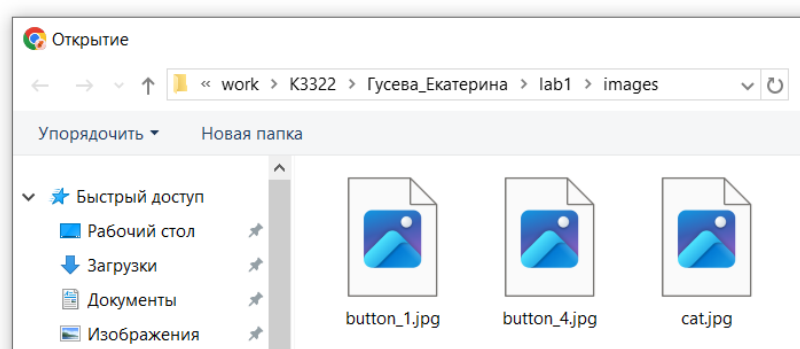 Открытие
« work > K3322 > Гусева_Екатерина > lab1 > images
Упорядочить Новая папка
Быстрый доступ
Рабочий стол
Загрузки
Документы
Изображения
button_1.jpg button_4.jpg cat.jpg